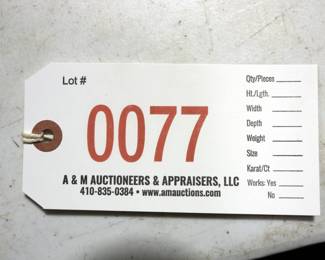 Lot #
0077
A & M AUCTIONEERS & APPRAISERS, LLC
410-835-0384 • www.amauctions.com
Qty/Pieces
Ht./Lgth.
Width
Depth
Weight
Size
Karat/Ct
Works: Yes
No